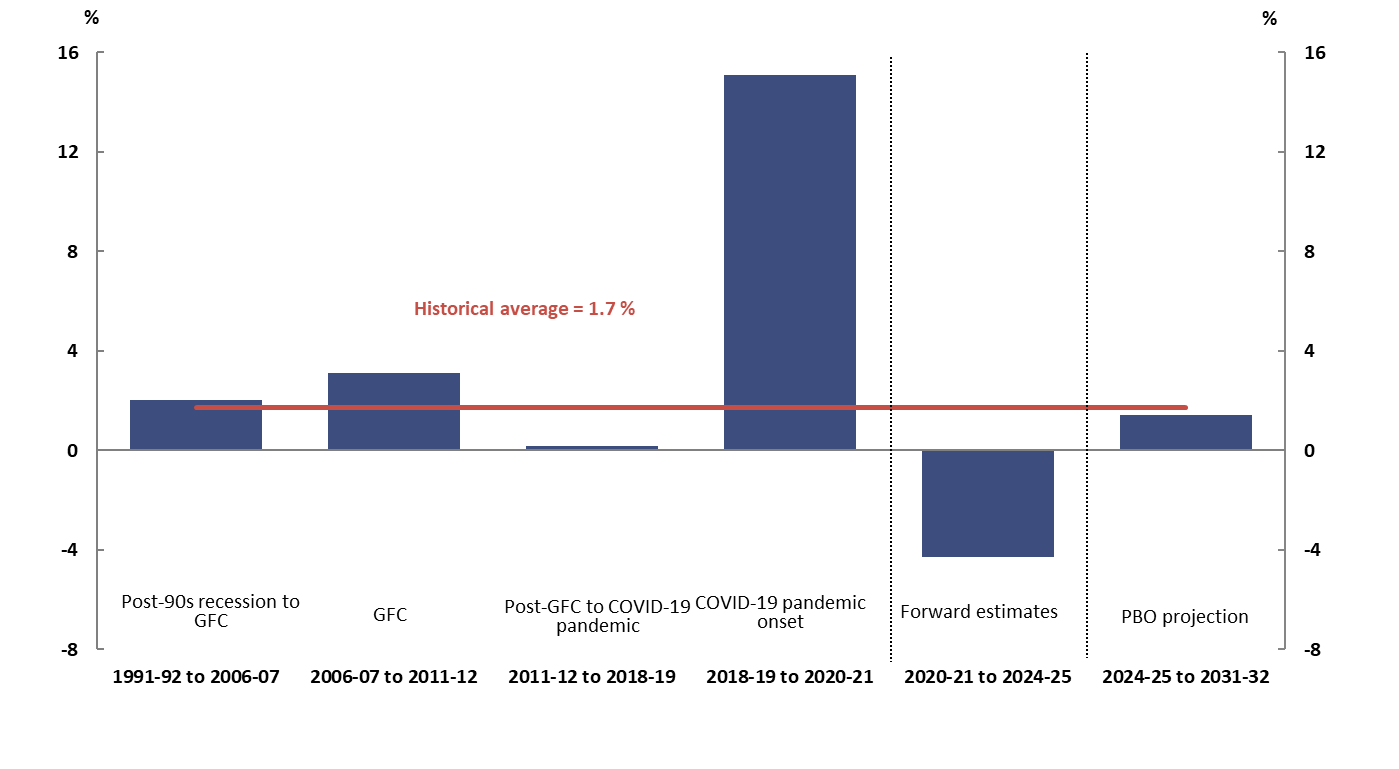 %
%
16
16
12
12
8
8
Historical average = 1.7 %
4
4
0
0
-4
-4
Post-90s recession to
GFC
GFC
Post-GFC to COVID-19
pandemic
COVID-19 pandemic
onset
Forward estimates
PBO projection
-8
-8
1991-92 to 2006-07
2006-07 to 2011-12
2011-12 to 2018-19
2018-19 to 2020-21
2020-21 to 2024-25
2024-25 to 2031-32